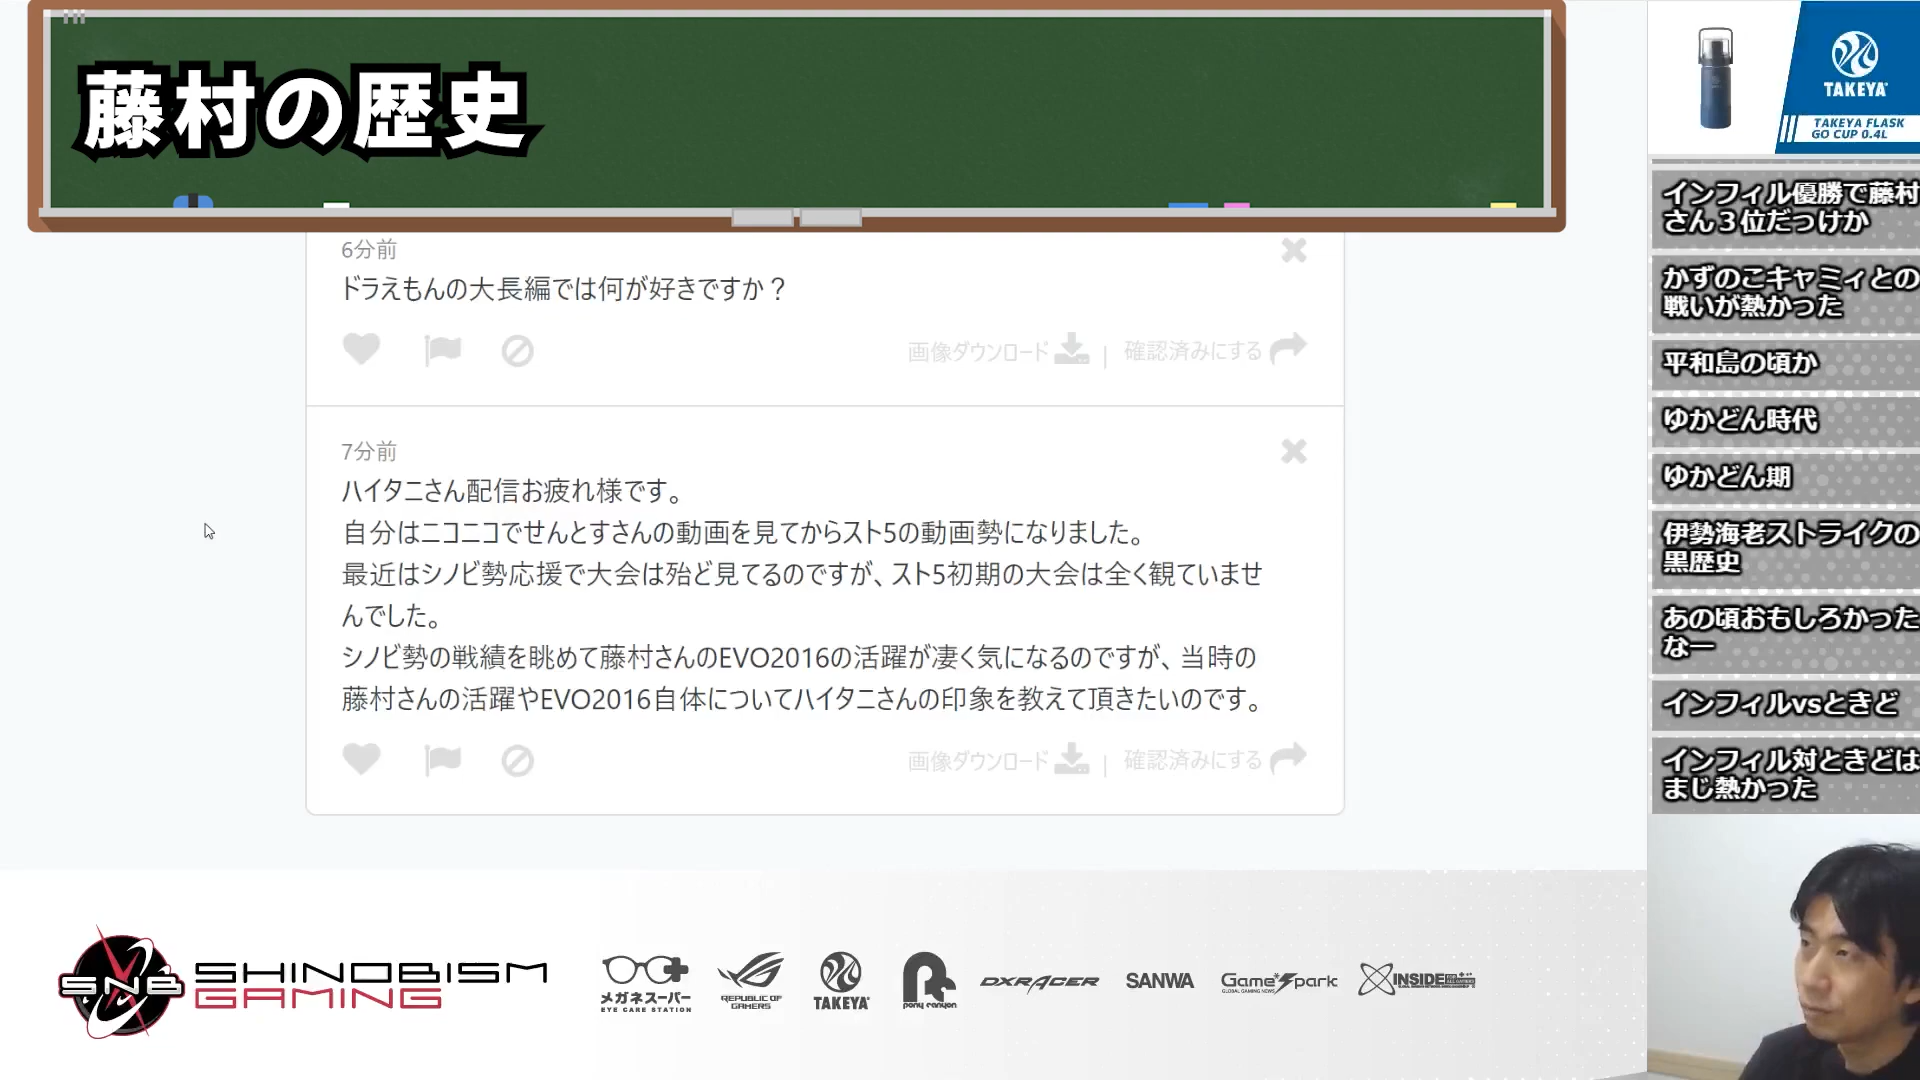 藤村の歴史
6分前
ドラえもんの大長編では何が好きですか？
画像ダウンロード | 確認済みにする
7分前
ハイタニさん配信お疲れ様です。
自分はニコニコでせんとすさんの動画を見てからスト5の動画勢になりました。
最近はシノビ勢応援で大会は殆ど見てるのですが、スト5初期の大会は全く観ていませ
んでした。
シノビ勢の戦績を眺めて藤村さんのEVO2016の活躍が凄く気になるのですが、当時の
藤村さんの活躍やEVO2016自体についてハイタニさんの印象を教えて頂きたいのです。
画像ダウンロード | 確認済みにする
TAKEYA
TAKEYA FLASK
GO CUP 0.4L
インフィル優勝で藤村
さん３位だっけか
かずのこキャミィとの
戦いが熱かった
平和島の頃か
ゆかどん時代
ゆかどん期
伊勢海老ストライクの
黒歴史
あの頃おもしろかった
なー
インフィルvsときど
インフィル対ときどは
まじ熱かった
SNB
SHINOBISM
GAMING
メガネスーパー
EYE CARE STATION
REPUBLIC OF
GAMERS
TAKEYA
pony canyon
DXRACER
SANWA
Game*Spark
GLOBAL GAMING NEWS
INSIDE